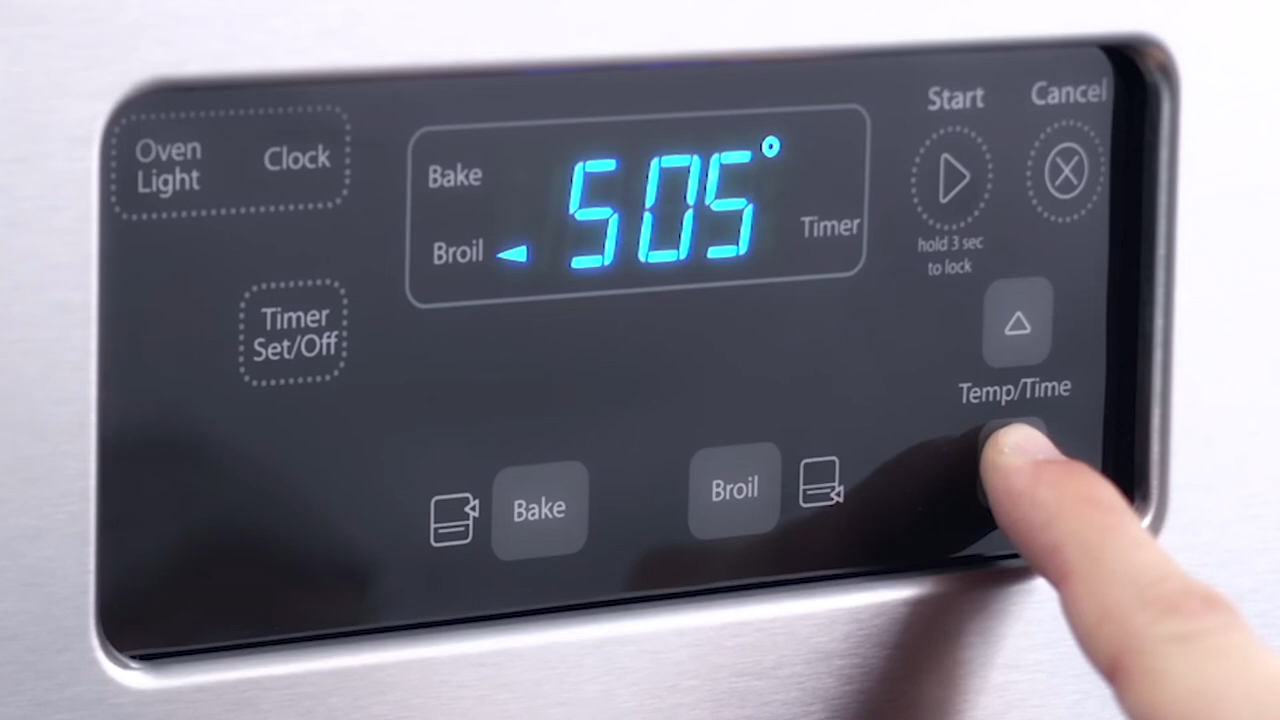 Oven
Light
Clock
Bake
505°
Broil
Timer
Start
Cancel
hold 3 sec
to lock
Timer
Set/Off
Temp/Time
Bake
Broil